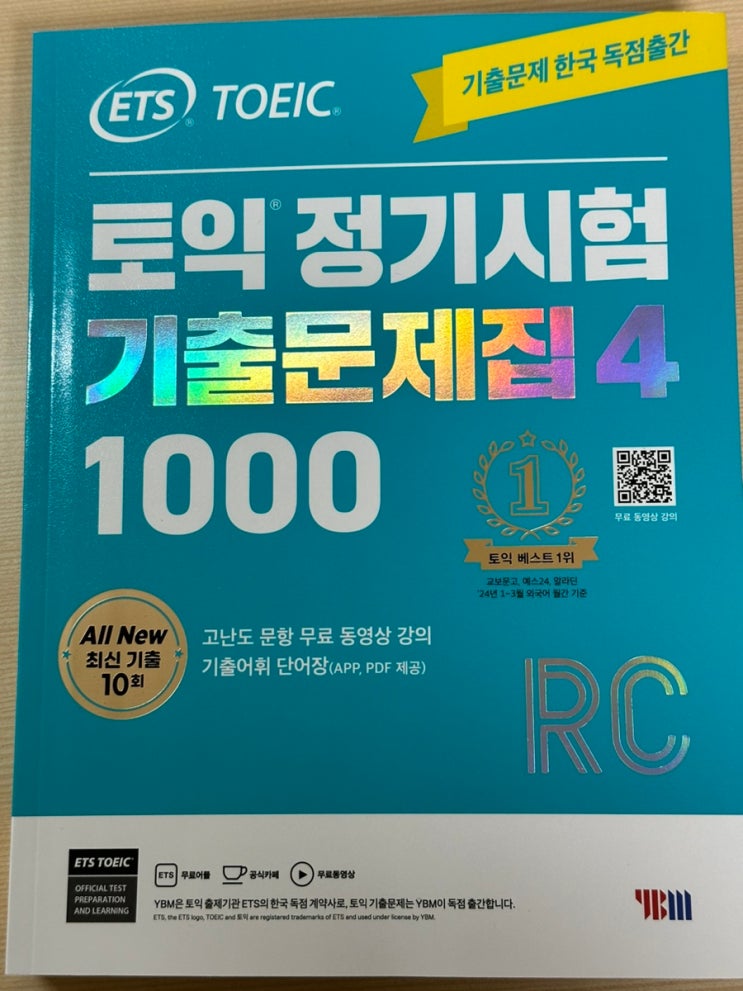 기출문제 한국 독점출간
ETS® TOEIC®
토익® 정기시험
기출문제집 4
1000
1
토익 베스트 1위
교보문고, 예스24, 알라딘
'24년 1~3월 외국어 월간 기준
무료 동영상 강의
All New
최신 기출
10회
고난도 문항 무료 동영상 강의
기출어휘 단어장(APP, PDF 제공)
RC
ETS TOEIC®
OFFICIAL TEST
PREPARATION
AND LEARNING
ETS 무료어플 공식카페 무료동영상
YBM은 토익 출제기관 ETS의 한국 독점 계약사로, 토익 기출문제는 YBM이 독점 출간합니다.
ETS, the ETS logo, TOEIC and 토익 are registered trademarks of ETS and used under license by YBM.
YBM